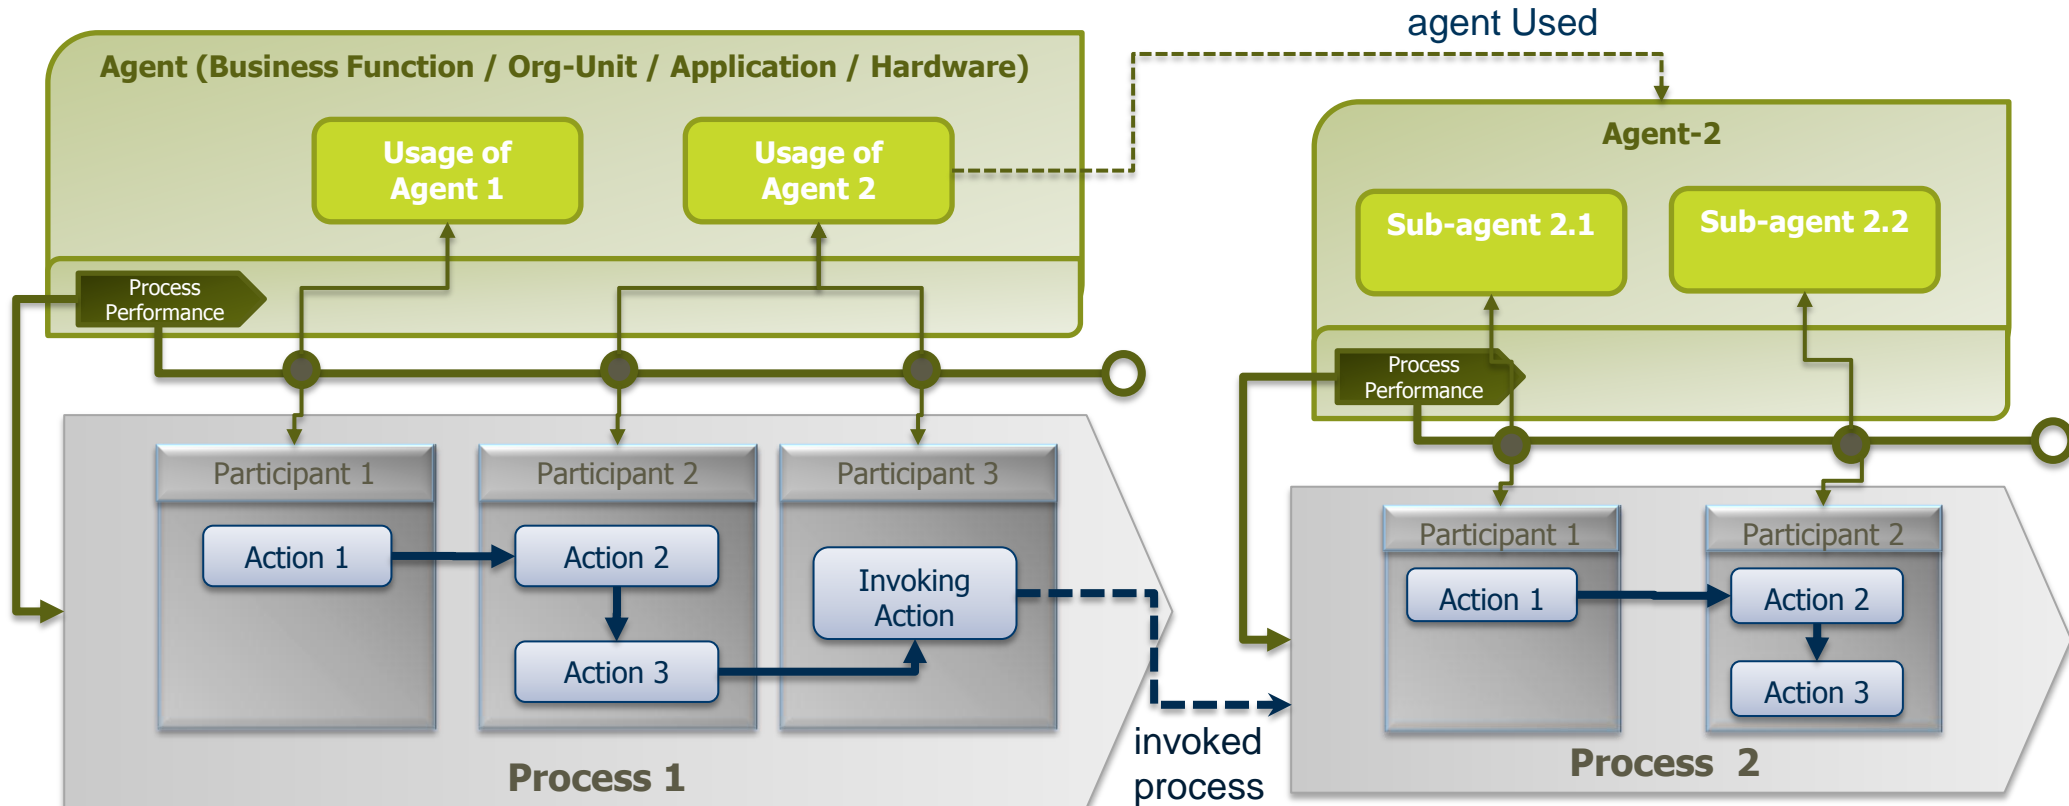 agent Used
Agent (Business Function / Org-Unit / Application / Hardware)
Usage of
Agent 1
Usage of
Agent 2
Process
Performance
Participant 1
Participant 2
Participant 3
Action 1
Action 2
Action 3
Invoking
Action
Process 1
invoked
process
Agent-2
Sub-agent 2.1
Sub-agent 2.2
Process
Performance
Participant 1
Participant 2
Action 1
Action 2
Action 3
Process 2